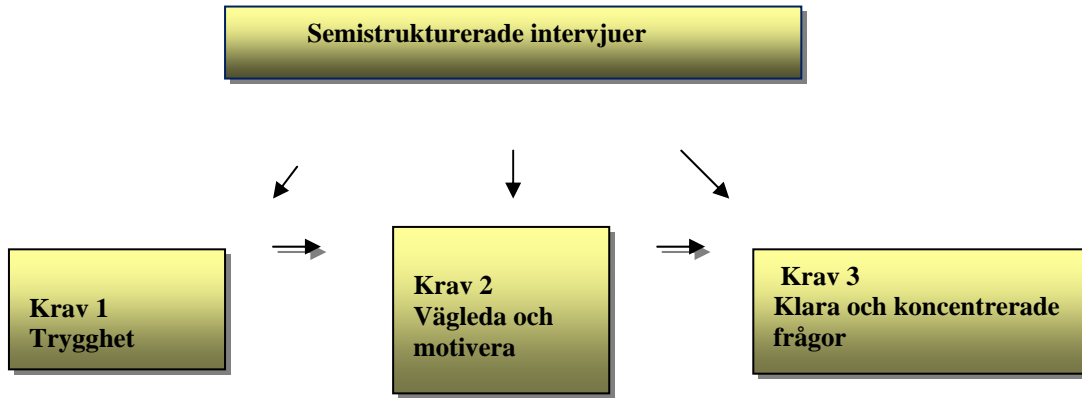 Semistrukturerade intervjuer
Krav 1
Trygghet
Krav 2
Vägleda och
motivera
Krav 3
Klara och koncentrerade
frågor